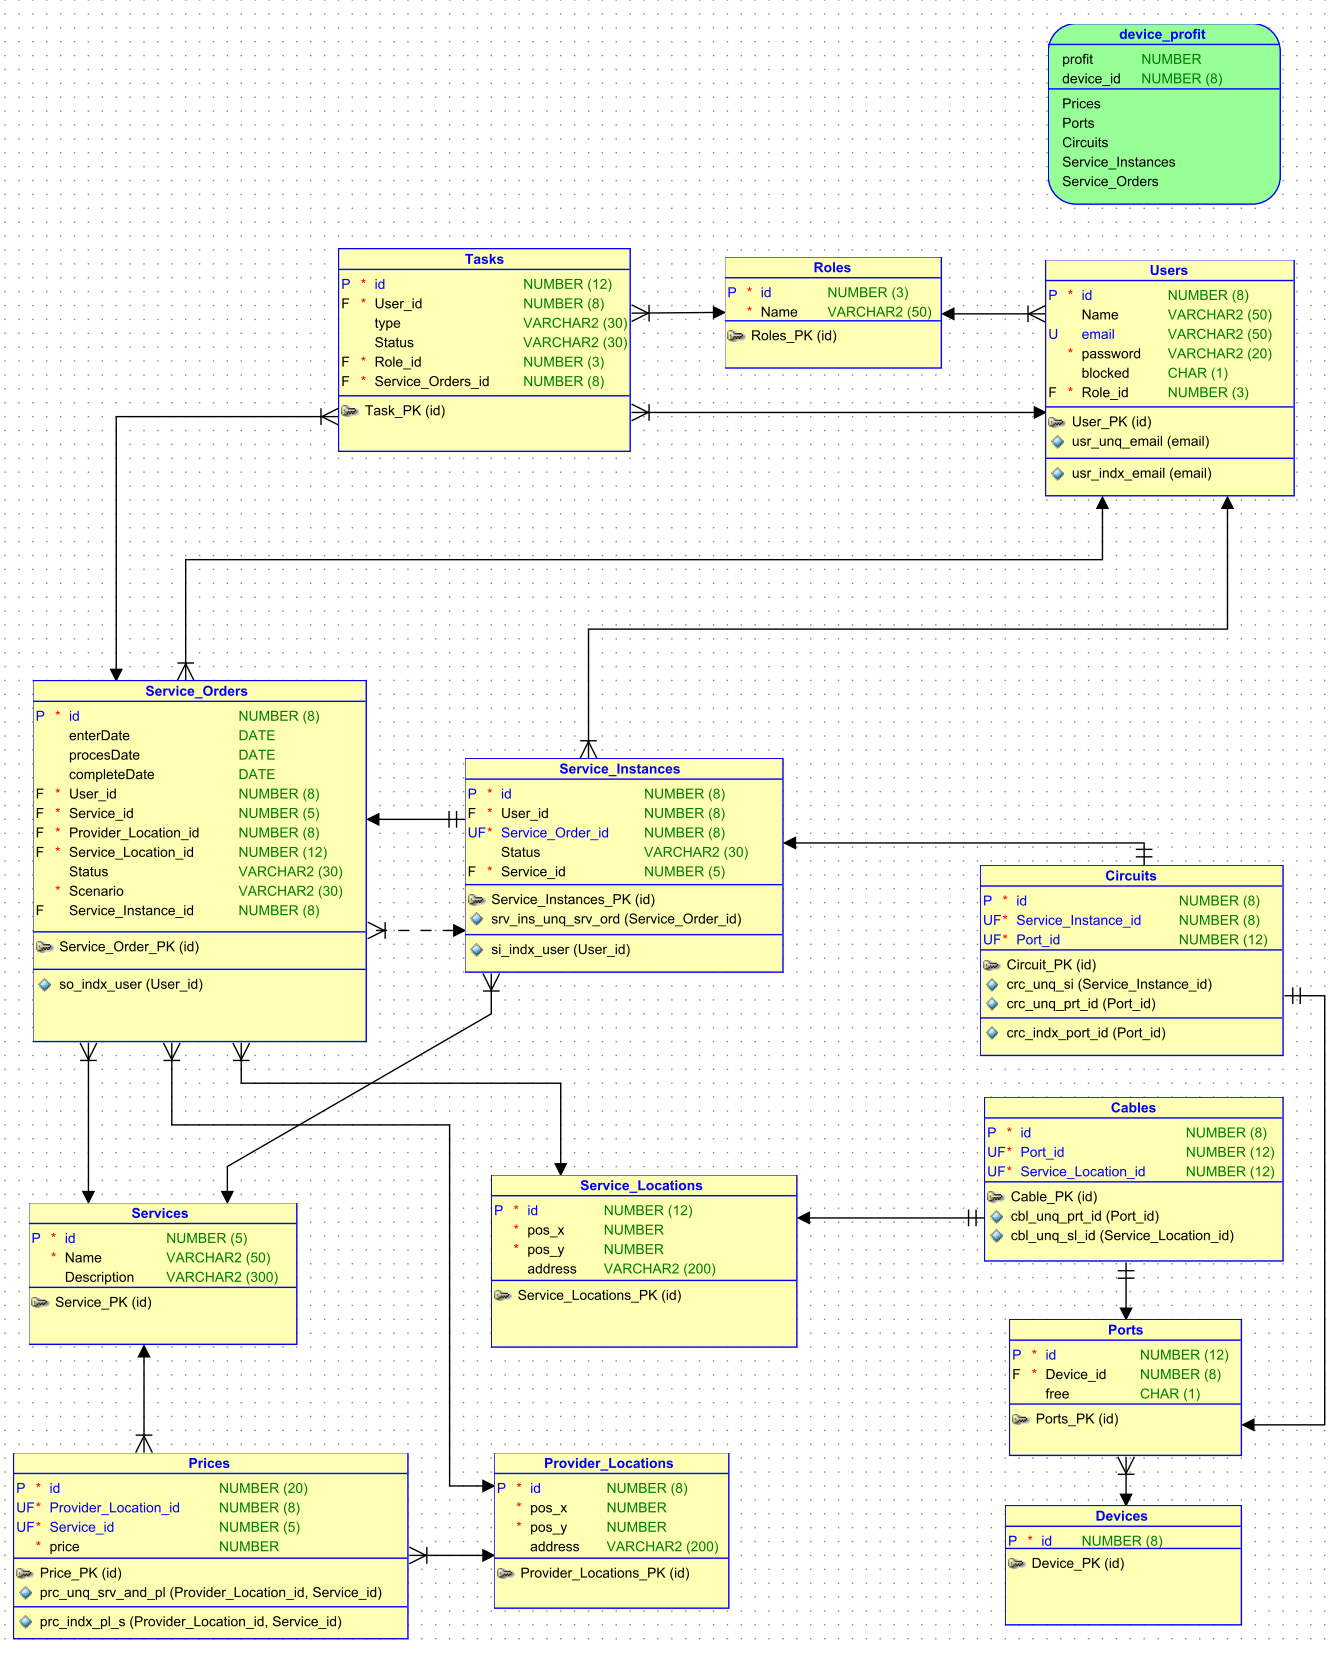 device_profit
profit NUMBER
device_id NUMBER (8)
Prices
Ports
Circuits
Service_Instances
Service_Orders
Tasks
P * id NUMBER (12)
F * User_id NUMBER (8)
type VARCHAR2 (30)
Status VARCHAR2 (30)
F * Role_id NUMBER (3)
F * Service_Orders_id NUMBER (8)
Task_PK (id)
Roles
P * id NUMBER (3)
* Name VARCHAR2 (50)
Roles_PK (id)
Users
P * id NUMBER (8)
Name VARCHAR2 (50)
U email VARCHAR2 (50)
* password VARCHAR2 (20)
blocked CHAR (1)
F * Role_id NUMBER (3)
User_PK (id)
usr_unq_email (email)
usr_indx_email (email)
Service_Orders
P * id NUMBER (8)
enterDate DATE
procesDate DATE
completeDate DATE
F * User_id NUMBER (8)
F * Service_id NUMBER (5)
F * Provider_Location_id NUMBER (8)
F * Service_Location_id NUMBER (12)
Status VARCHAR2 (30)
* Scenario VARCHAR2 (30)
F Service_Instance_id NUMBER (8)
Service_Order_PK (id)
so_indx_user (User_id)
Service_Instances
P * id NUMBER (8)
F * User_id NUMBER (8)
UF* Service_Order_id NUMBER (8)
Status VARCHAR2 (30)
F * Service_id NUMBER (5)
Service_Instances_PK (id)
srv_ins_unq_srv_ord (Service_Order_id)
si_indx_user (User_id)
Circuits
P * id NUMBER (8)
UF* Service_Instance_id NUMBER (8)
UF* Port_id NUMBER (12)
Circuit_PK (id)
crc_unq_si (Service_Instance_id)
crc_unq_prt_id (Port_id)
crc_indx_port_id (Port_id)
Cables
P * id NUMBER (8)
UF* Port_id NUMBER (12)
UF* Service_Location_id NUMBER (12)
Cable_PK (id)
cbl_unq_prt_id (Port_id)
cbl_unq_sl_id (Service_Location_id)
Services
P * id NUMBER (5)
* Name VARCHAR2 (50)
Description VARCHAR2 (300)
Service_PK (id)
Service_Locations
P * id NUMBER (12)
* pos_x NUMBER
* pos_y NUMBER
address VARCHAR2 (200)
Service_Locations_PK (id)
Ports
P * id NUMBER (12)
F * Device_id NUMBER (8)
free CHAR (1)
Ports_PK (id)
Prices
P * id NUMBER (20)
UF* Provider_Location_id NUMBER (8)
UF* Service_id NUMBER (5)
* price NUMBER
Price_PK (id)
prc_unq_srv_and_pl (Provider_Location_id, Service_id)
prc_indx_pl_s (Provider_Location_id, Service_id)
Provider_Locations
P * id NUMBER (8)
* pos_x NUMBER
* pos_y NUMBER
address VARCHAR2 (200)
Provider_Locations_PK (id)
Devices
P * id NUMBER (8)
Device_PK (id)